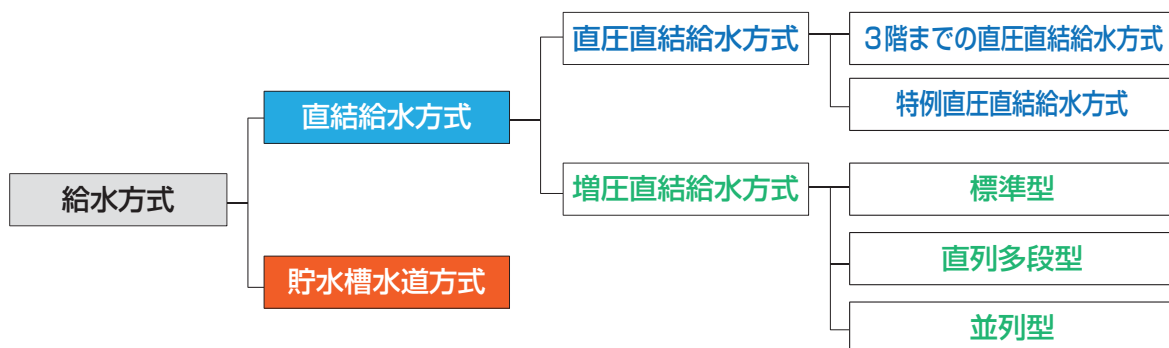 給水方式
直結給水方式
直圧直結給水方式
3階までの直圧直結給水方式
特例直圧直結給水方式
増圧直結給水方式
標準型
直列多段型
並列型
貯水槽水道方式